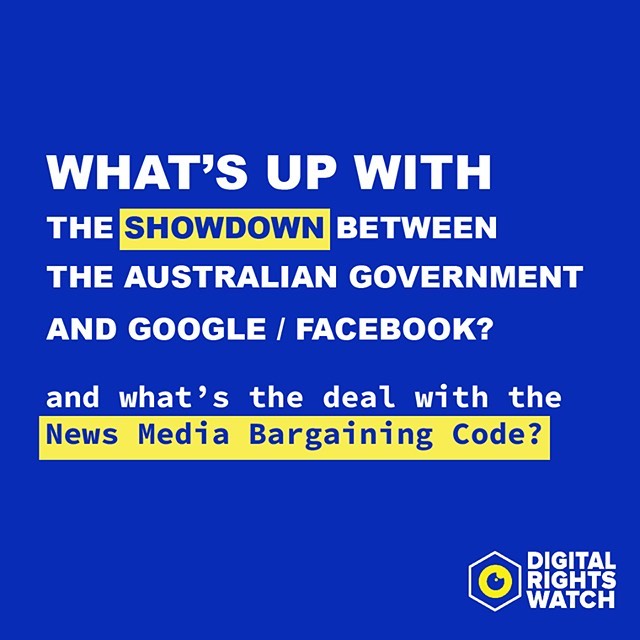 WHAT'S UP WITH
THE SHOWDOWN BETWEEN
THE AUSTRALIAN GOVERNMENT
AND GOOGLE / FACEBOOK?
and what's the deal with the
News Media Bargaining Code?
DIGITAL
RIGHTS
WATCH